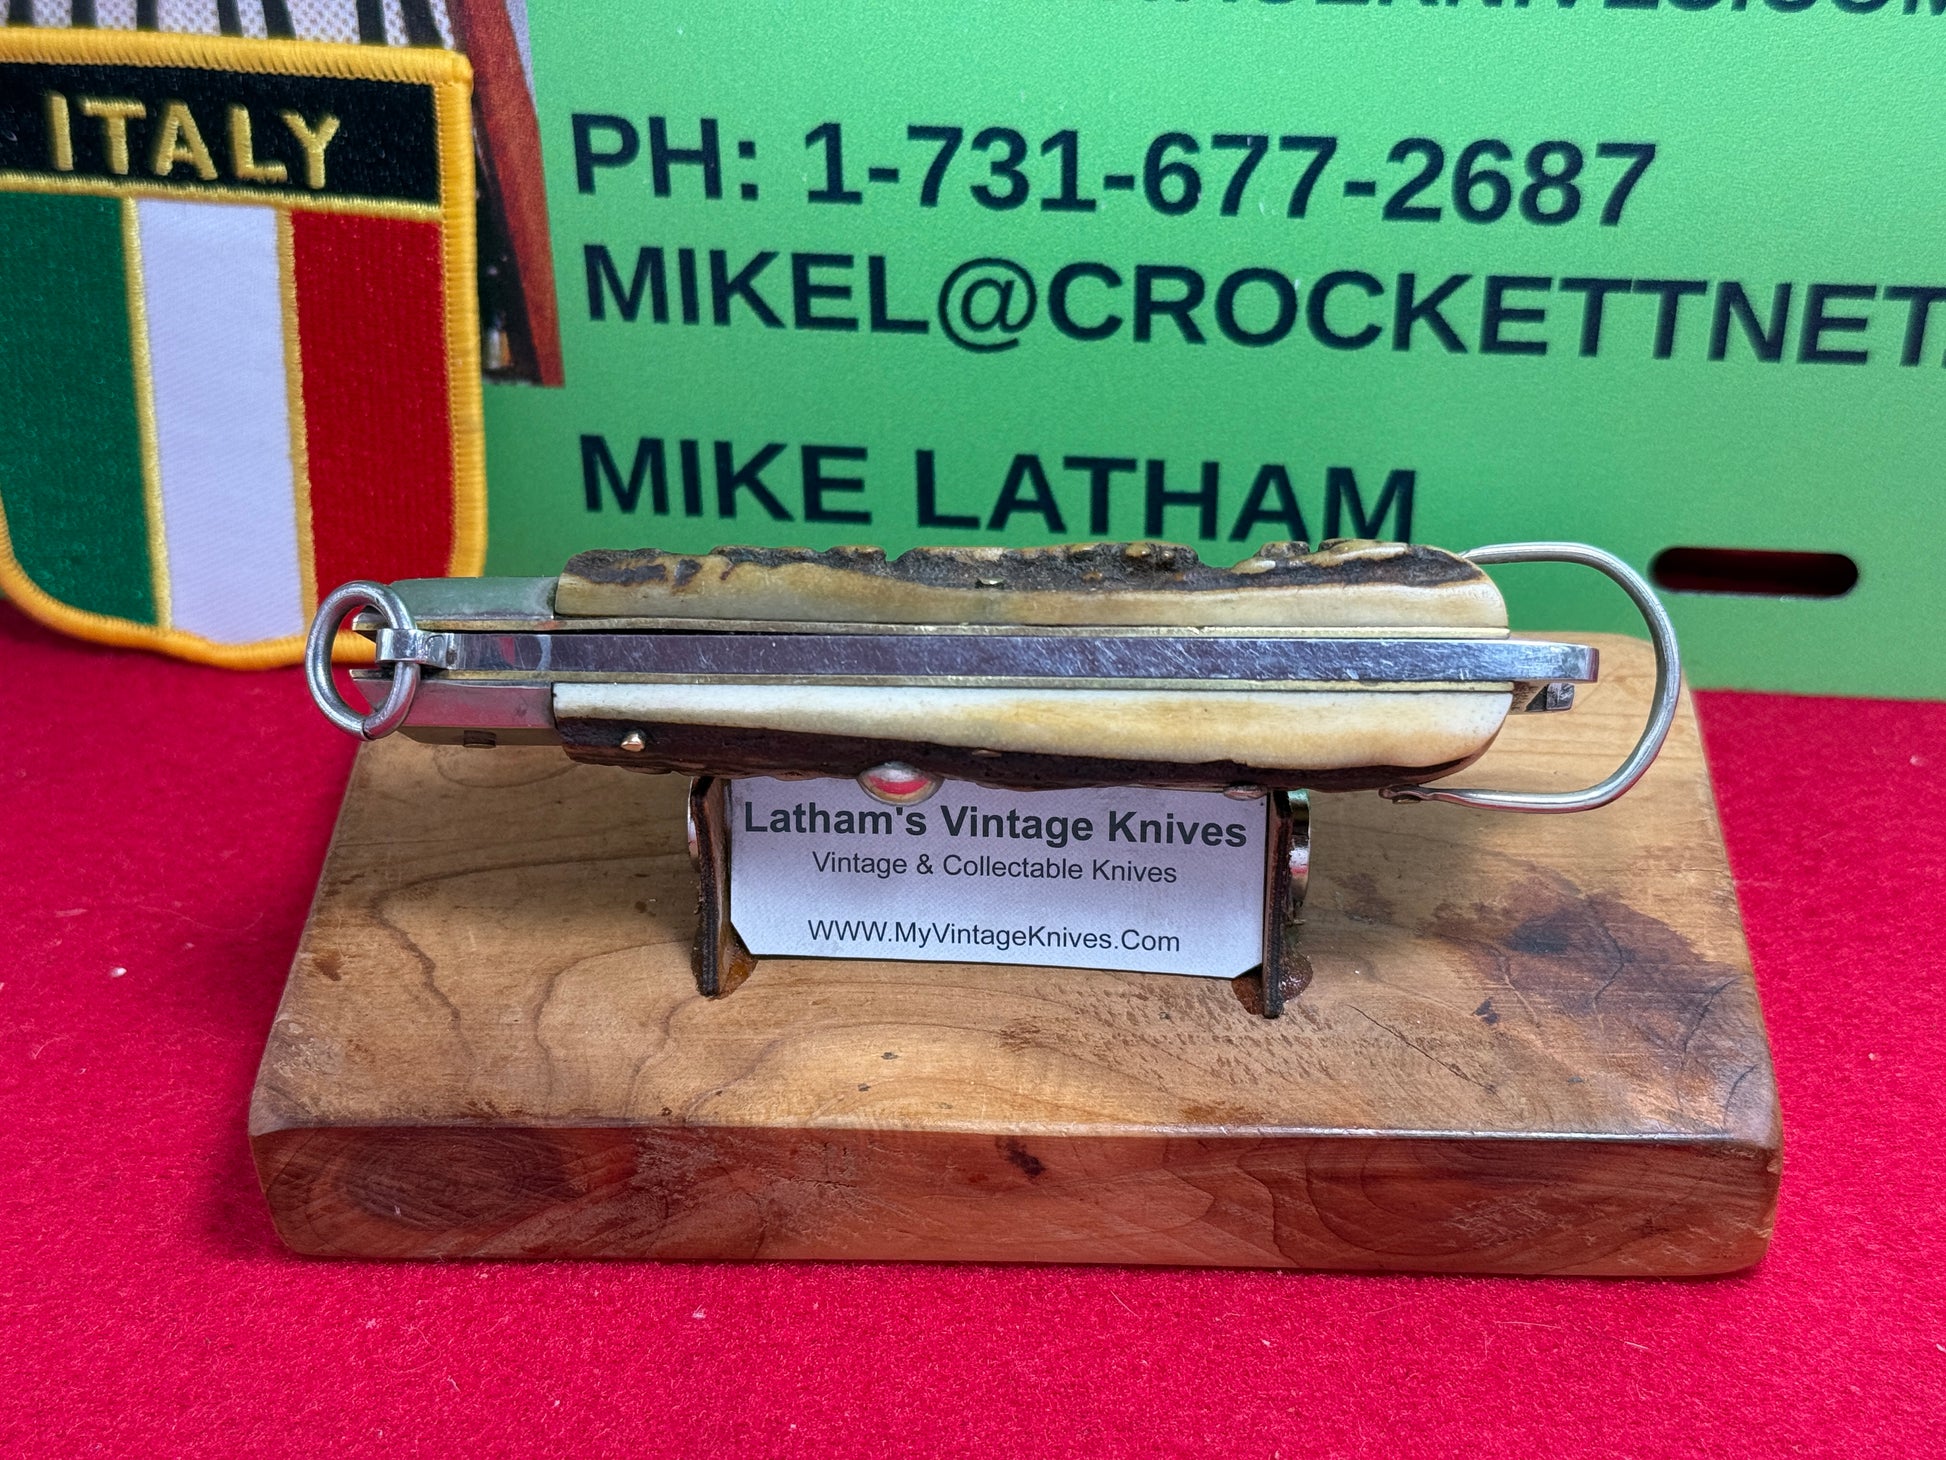 ITALY
PH: 1-731-677-2687
MIKEL@CROCKETTNET.
MIKE LATHAM
Latham's Vintage Knives
Vintage & Collectable Knives
WWW.MyVintageKnives.Com